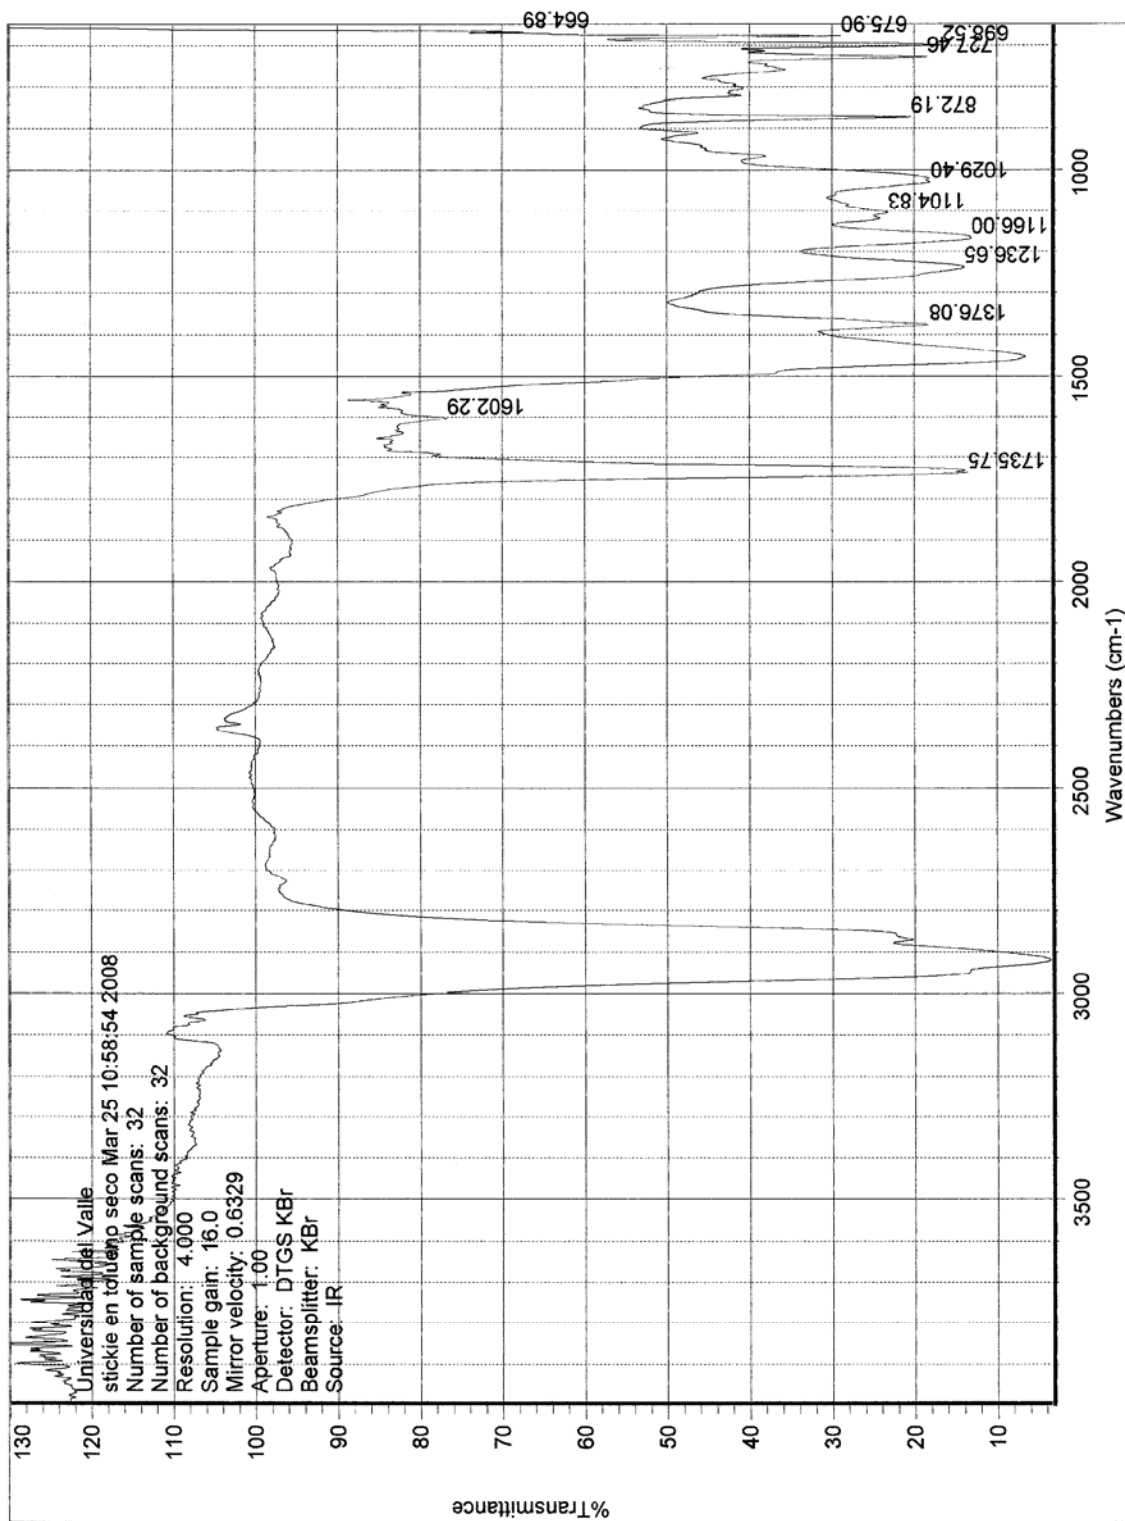 Universidad del Valle
stickie en tolueno seco Mar 25 10:58:54 2008
Number of sample scans: 32
Number of background scans: 32
Resolution: 4.000
Sample gain: 16.0
Mirror velocity: 0.6329
Aperture: 1.00
Detector: DTGS KBr
Beamsplitter: KBr
Source: IR
130
120
110
100
90
80
70
60
50
40
30
20
10
%Transmittance
3500
3000
2500
2000
1500
1000
Wavenumbers (cm-1)
1735.75
1602.29
1376.08
1236.65
1166.00
1104.83
1029.40
872.19
727.46
698.52
675.90
664.89